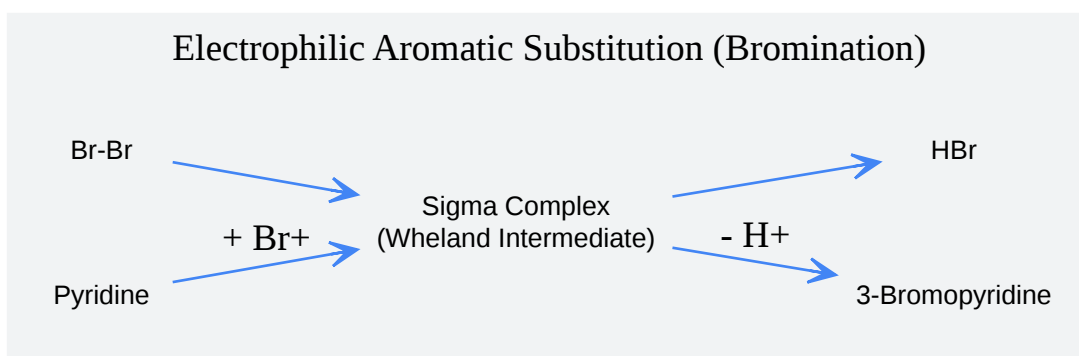 Electrophilic Aromatic Substitution (Bromination)
Br-Br
HBr
Sigma Complex
(Wheland Intermediate)
+ Br+
- H+
Pyridine
3-Bromopyridine